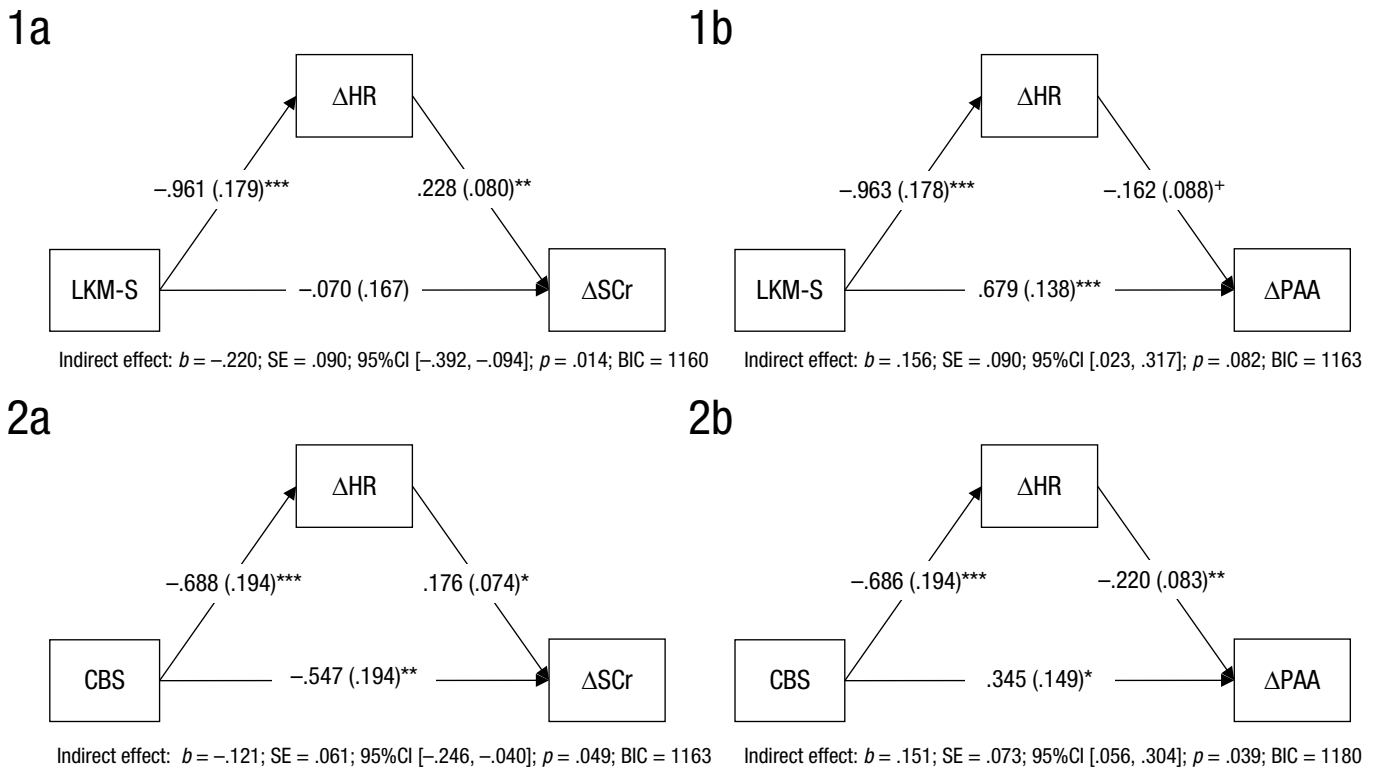 1a
1b
ΔHR
ΔHR
–.961 (.179)***
.228 (.080)**
–.963 (.178)***
–.162 (.088)+
LKM-S
–.070 (.167)
ΔSCr
LKM-S
.679 (.138)***
ΔPAA
Indirect effect: b = –.220; SE = .090; 95%CI [–.392, –.094]; p = .014; BIC = 1160
Indirect effect: b = .156; SE = .090; 95%CI [.023, .317]; p = .082; BIC = 1163
2a
2b
ΔHR
ΔHR
–.688 (.194)***
.176 (.074)*
–.686 (.194)***
–.220 (.083)**
CBS
–.547 (.194)**
ΔSCr
CBS
.345 (.149)*
ΔPAA
Indirect effect: b = –.121; SE = .061; 95%CI [–.246, –.040]; p = .049; BIC = 1163
Indirect effect: b = .151; SE = .073; 95%CI [.056, .304]; p = .039; BIC = 1180